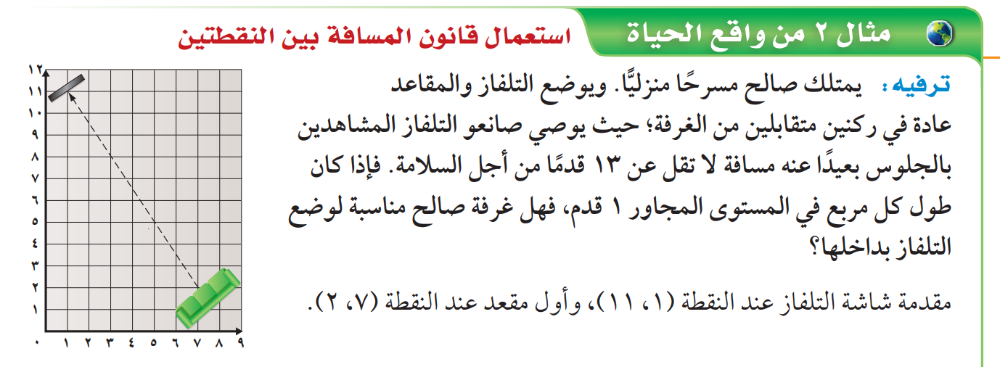 مثال ٢ من واقع الحياة
استعمال قانون المسافة بين النقطتين
ترفيه: يمتلك صالح مسرحًا منزليًّا. ويوضع التلفاز والمقاعد
عادة في ركنين متقابلين من الغرفة؛ حيث يوصي صانعو التلفاز المشاهدين
بالجلوس بعيدًا عنه مسافة لا تقل عن ١٣ قدمًا من أجل السلامة. فإذا كان
طول كل مربع في المستوى المجاور ١ قدم، فهل غرفة صالح مناسبة لوضع
التلفاز بداخلها؟
مقدمة شاشة التلفاز عند النقطة (١، ١١)، وأول مقعد عند النقطة (٧، ٢).
١٢
١١
١٠
٩
٨
٧
٦
٥
٤
٣
٢
١
٠ ١ ٢ ٣ ٤ ٥ ٦ ٧ ٨ ٩